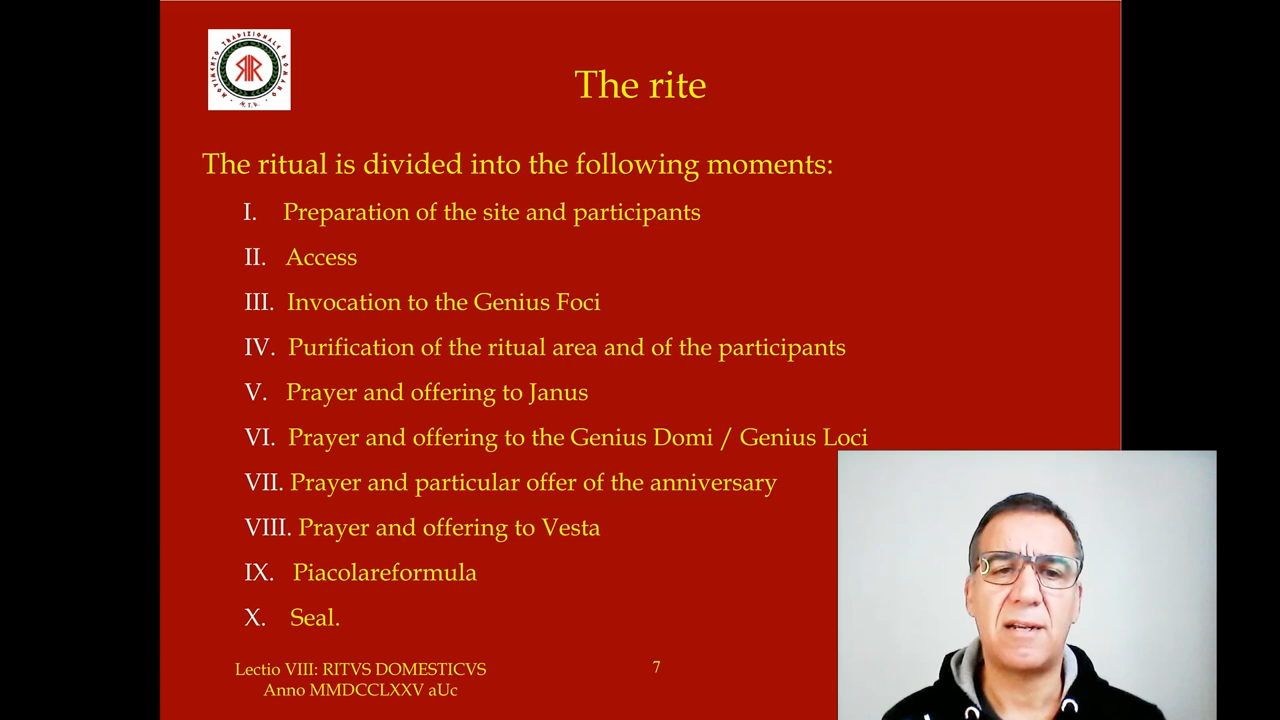 MOVIMENTO TRADIZIONALE ROMANO
M.T.R.
The rite
The ritual is divided into the following moments:
I. Preparation of the site and participants
II. Access
III. Invocation to the Genius Foci
IV. Purification of the ritual area and of the participants
V. Prayer and offering to Janus
VI. Prayer and offering to the Genius Domi / Genius Loci
VII. Prayer and particular offer of the anniversary
VIII. Prayer and offering to Vesta
IX. Piacolareformula
X. Seal.
Lectio VIII: RITVS DOMESTICVS
Anno MMDCCLXXV aUc
7